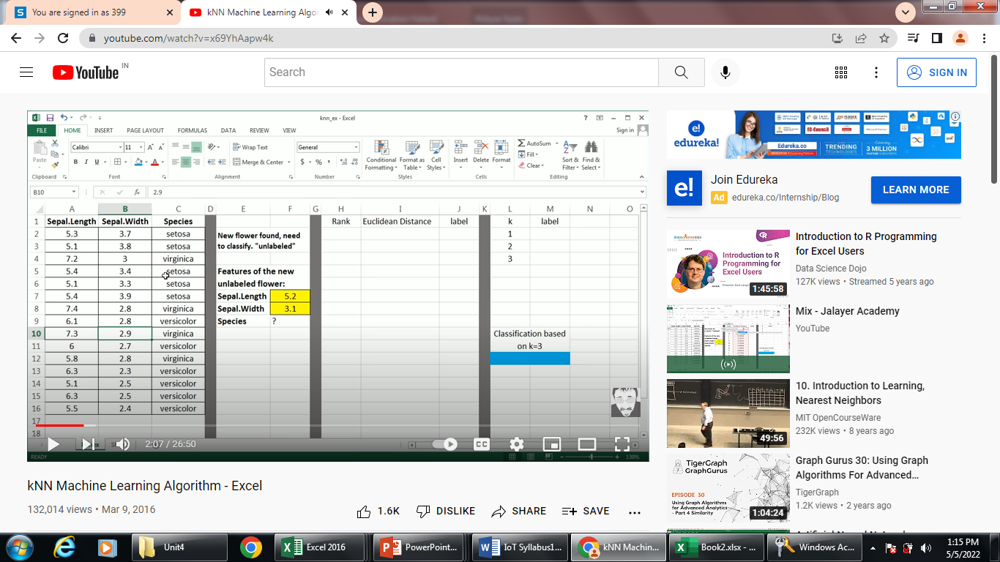 You are signed in as 399
kNN Machine Learning Algor
youtube.com/watch?v=x69YhAapw4k
YouTube IN
Search
SIGN IN
knn_ex - Excel
FILE HOME INSERT PAGE LAYOUT FORMULAS DATA REVIEW VIEW Sign in
Calibri 11 Wrap Text General AutoSum
Paste B I U Merge & Center $ % Conditional Formatting Format as Table Cell Styles Insert Delete Format Fill Clear Sort & Filter Find & Select
Clipboard Font Alignment Number Styles Cells Editing
B10 fx 2.9
A B C D E F G H I J K L M N O
1 Sepal.Length Sepal.Width Species Rank Euclidean Distance label k label
2 5.3 3.7 setosa New flower found, need 1
3 5.1 3.8 setosa to classify. "unlabeled" 2
4 7.2 3 virginica 3
5 5.4 3.4 setosa Features of the new
6 5.1 3.3 setosa unlabeled flower:
7 5.4 3.9 setosa Sepal.Length 5.2
8 7.4 2.8 virginica Sepal.Width 3.1
9 6.1 2.8 versicolor Species ?
10 7.3 2.9 virginica Classification based
11 6 2.7 versicolor on k=3
12 5.8 2.8 virginica
13 6.3 2.3 versicolor
14 5.1 2.5 versicolor
15 6.3 2.5 versicolor
16 5.5 2.4 versicolor
17
18
2:07 / 26:50
CC
READY 130%
kNN Machine Learning Algorithm - Excel
132,014 views • Mar 9, 2016
1.6K DISLIKE SHARE SAVE
e!
edureka!
Edureka.co
EC-Council
TRENDING
TECHNOLOGIES
3 MILLION
e!
Join Edureka
Ad edureka.co/Internship/Blog
LEARN MORE
datasciencedojo
Introduction to R
Programming for
Excel Users
1:45:58
Introduction to R Programming
for Excel Users
Data Science Dojo
127K views • Streamed 5 years ago
Mix - Jalayer Academy
YouTube
10. Introduction to Learning,
Nearest Neighbors
MIT OpenCourseWare
232K views • 8 years ago
49:56
TigerGraph
GRAPHGURUS
EPISODE 30
Using Graph Algorithms
for Advanced Analytics
- Part 4 Similarity
1:04:24
Graph Gurus 30: Using Graph
Algorithms For Advanced…
TigerGraph
1.2K views • 2 years ago
Unit4
Excel 2016
PowerPoint...
IoT Syllabus1...
kNN Machin...
Book2.xlsx - ...
Windows Ac...
1:15 PM
5/5/2022